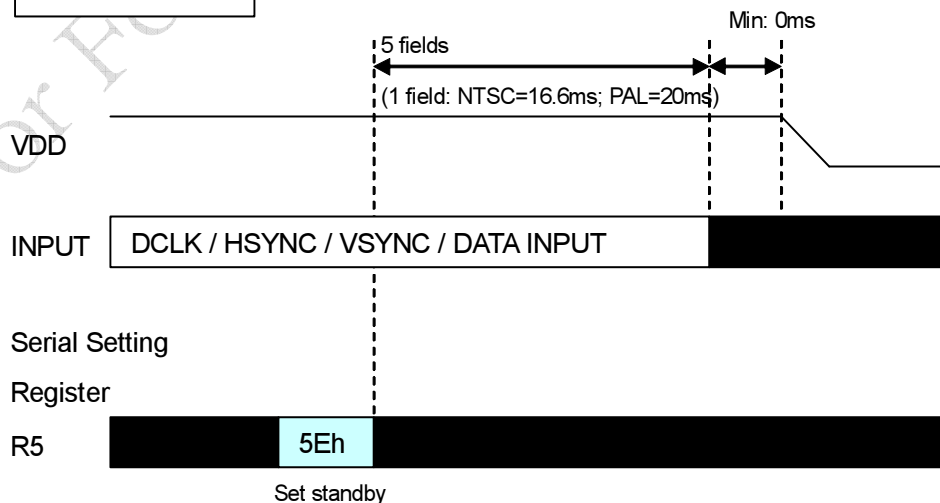 Min: 0ms
5 fields
(1 field: NTSC=16.6ms; PAL=20ms)
VDD
INPUT DCLK / HSYNC / VSYNC / DATA INPUT
Serial Setting
Register
R5 5Eh
Set standby